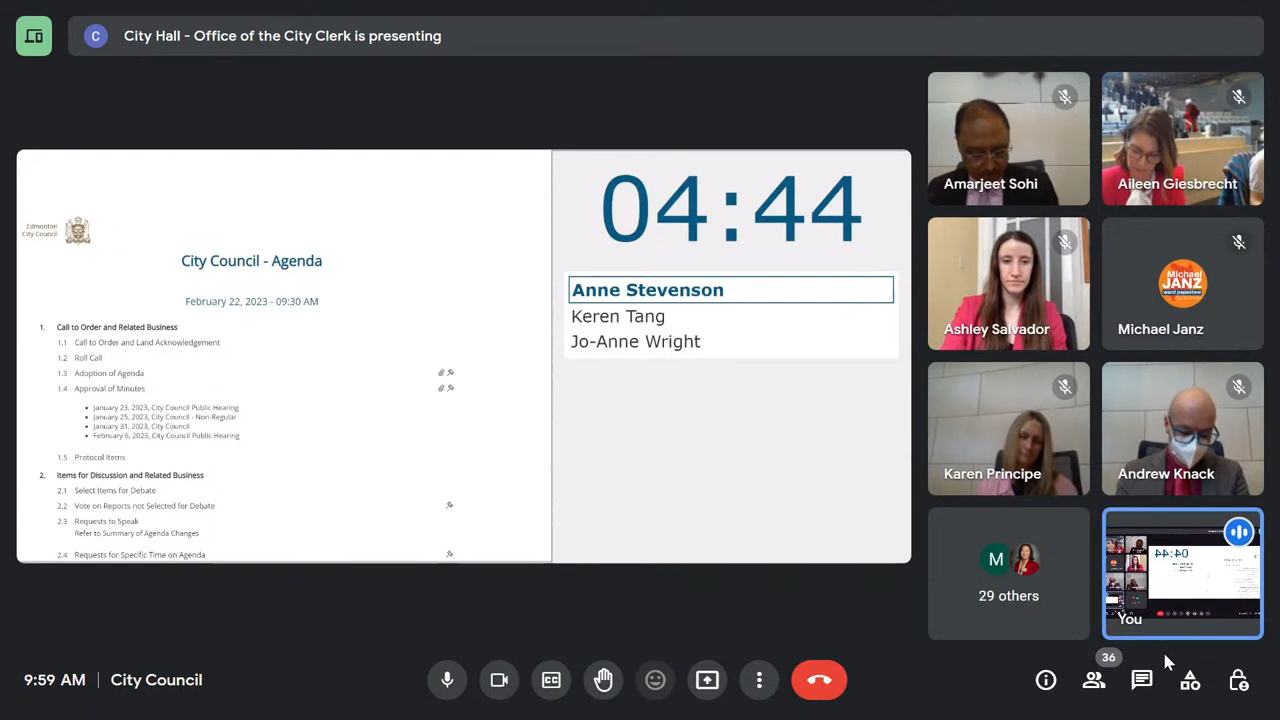 C City Hall - Office of the City Clerk is presenting
Edmonton
City Council
City Council - Agenda
February 22, 2023 - 09:30 AM
1. Call to Order and Related Business
1.1 Call to Order and Land Acknowledgement
1.2 Roll Call
1.3 Adoption of Agenda
1.4 Approval of Minutes
• January 23, 2023, City Council Public Hearing
• January 25, 2023, City Council - Non-Regular
• January 31, 2023, City Council
• February 6, 2023, City Council Public Hearing
1.5 Protocol Items
2. Items for Discussion and Related Business
2.1 Select Items for Debate
2.2 Vote on Reports not Selected for Debate
2.3 Requests to Speak
Refer to Summary of Agenda Changes
2.4 Requests for Specific Time on Agenda
04:44
Anne Stevenson
Keren Tang
Jo-Anne Wright
Amarjeet Sohi
Aileen Giesbrecht
Ashley Salvador
Michael
JANZ
ward papastew
Michael Janz
Karen Principe
Andrew Knack
M
29 others
04:44
You
9:59 AM | City Council
36